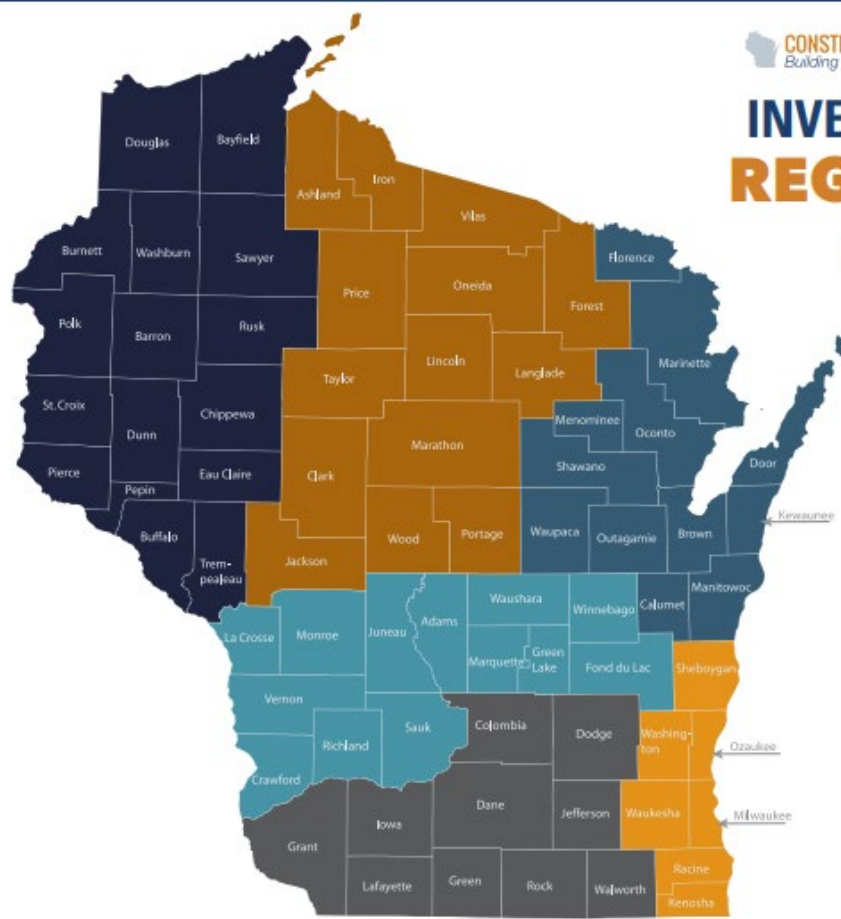 CONST
Building
INVE
REG
Douglas
Bayfield
Ashland
Iron
Vilas
Burnett
Washburn
Sawyer
Florence
Price
Oneida
Forest
Polk
Barron
Rusk
Lincoln
Marinette
Taylor
Langlade
St. Croix
Chippewa
Menominee
Oconto
Dunn
Marathon
Door
Pierce
Eau Claire
Clark
Shawano
Pepin
Kewaunee
Buffalo
Wood
Portage
Waupaca
Outagamie
Brown
Trem-
pealeau
Jackson
Manitowoc
Waushara
Winnebago
Calumet
La Crosse
Monroe
Juneau
Adams
Marquette
Green
Lake
Fond du Lac
Sheboygan
Vernon
Sauk
Colombia
Dodge
Washing-
ton
Richland
Ozaukee
Crawford
Dane
Jefferson
Waukesha
Milwaukee
Iowa
Grant
Racine
Lafayette
Green
Rock
Walworth
Kenosha